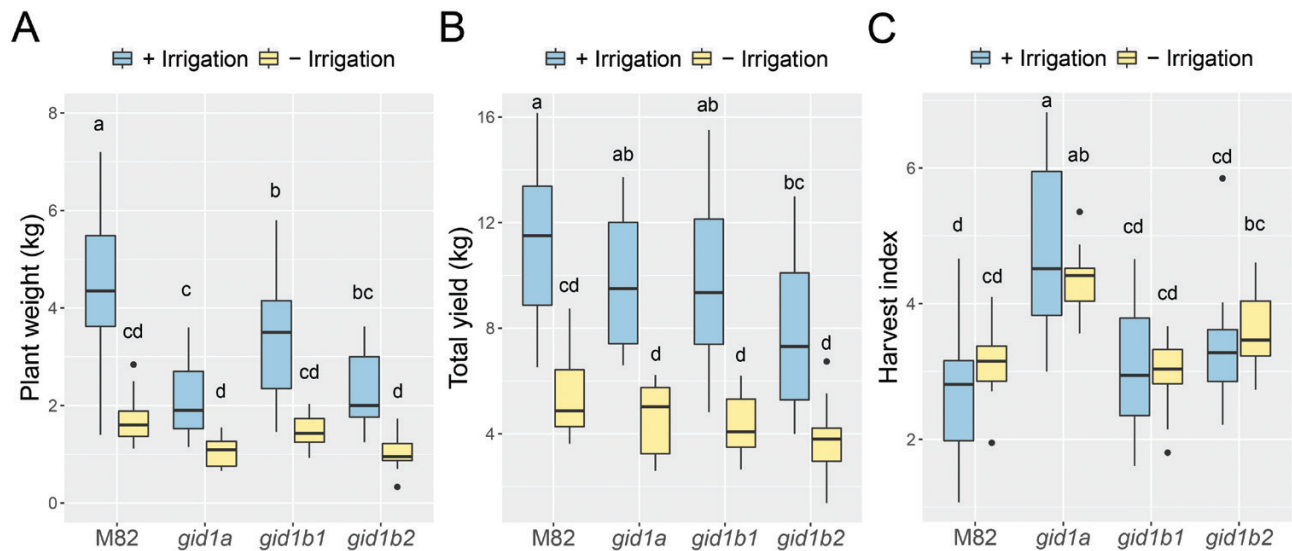 A
+ Irrigation − Irrigation
Plant weight (kg)
8
6
4
2
0
a
cd
c
d
b
cd
bc
d
M82 gid1a gid1b1 gid1b2
B
+ Irrigation − Irrigation
Total yield (kg)
16
12
8
4
a
cd
ab
d
ab
d
bc
d
M82 gid1a gid1b1 gid1b2
C
+ Irrigation − Irrigation
Harvest index
6
4
2
d
cd
a
ab
cd
cd
cd
bc
M82 gid1a gid1b1 gid1b2